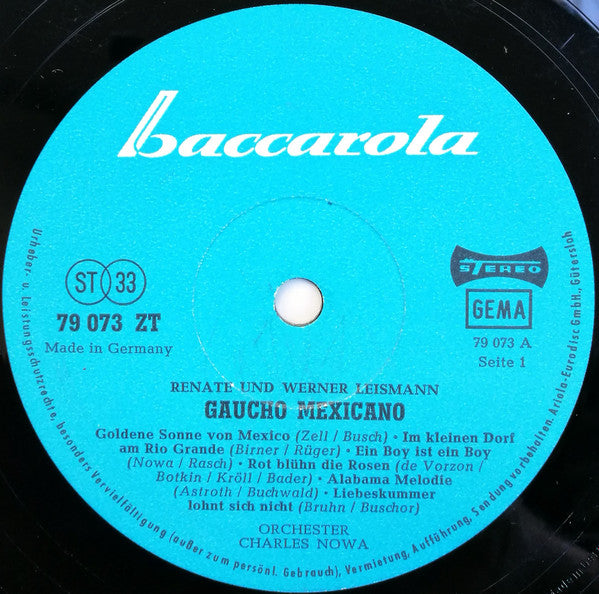 baccarola
ST 33
79 073 ZT
Made in Germany
STEREO
GEMA
79 073 A
Seite 1
RENATE UND WERNER LEISMANN
GAUCHO MEXICANO
Goldene Sonne von Mexico (Zell / Busch) · Im kleinen Dorf
am Rio Grande (Birner / Rüger) · Ein Boy ist ein Boy
(Nowa / Rasch) · Rot blühn die Rosen (de Vorzon /
Botkin / Kröll / Bader) · Alabama Melodie
(Astroth / Buchwald) · Liebeskummer
lohnt sich nicht (Bruhn / Buschor)
ORCHESTER
CHARLES NOWA
Urheber- u. Leistungsschutzrechte, besonders Vervielfältigung (außer zum persönl. Gebrauch), Vermietung, Aufführung, Sendung vorbehalten. Ariola-Eurodisc GmbH., Gütersloh